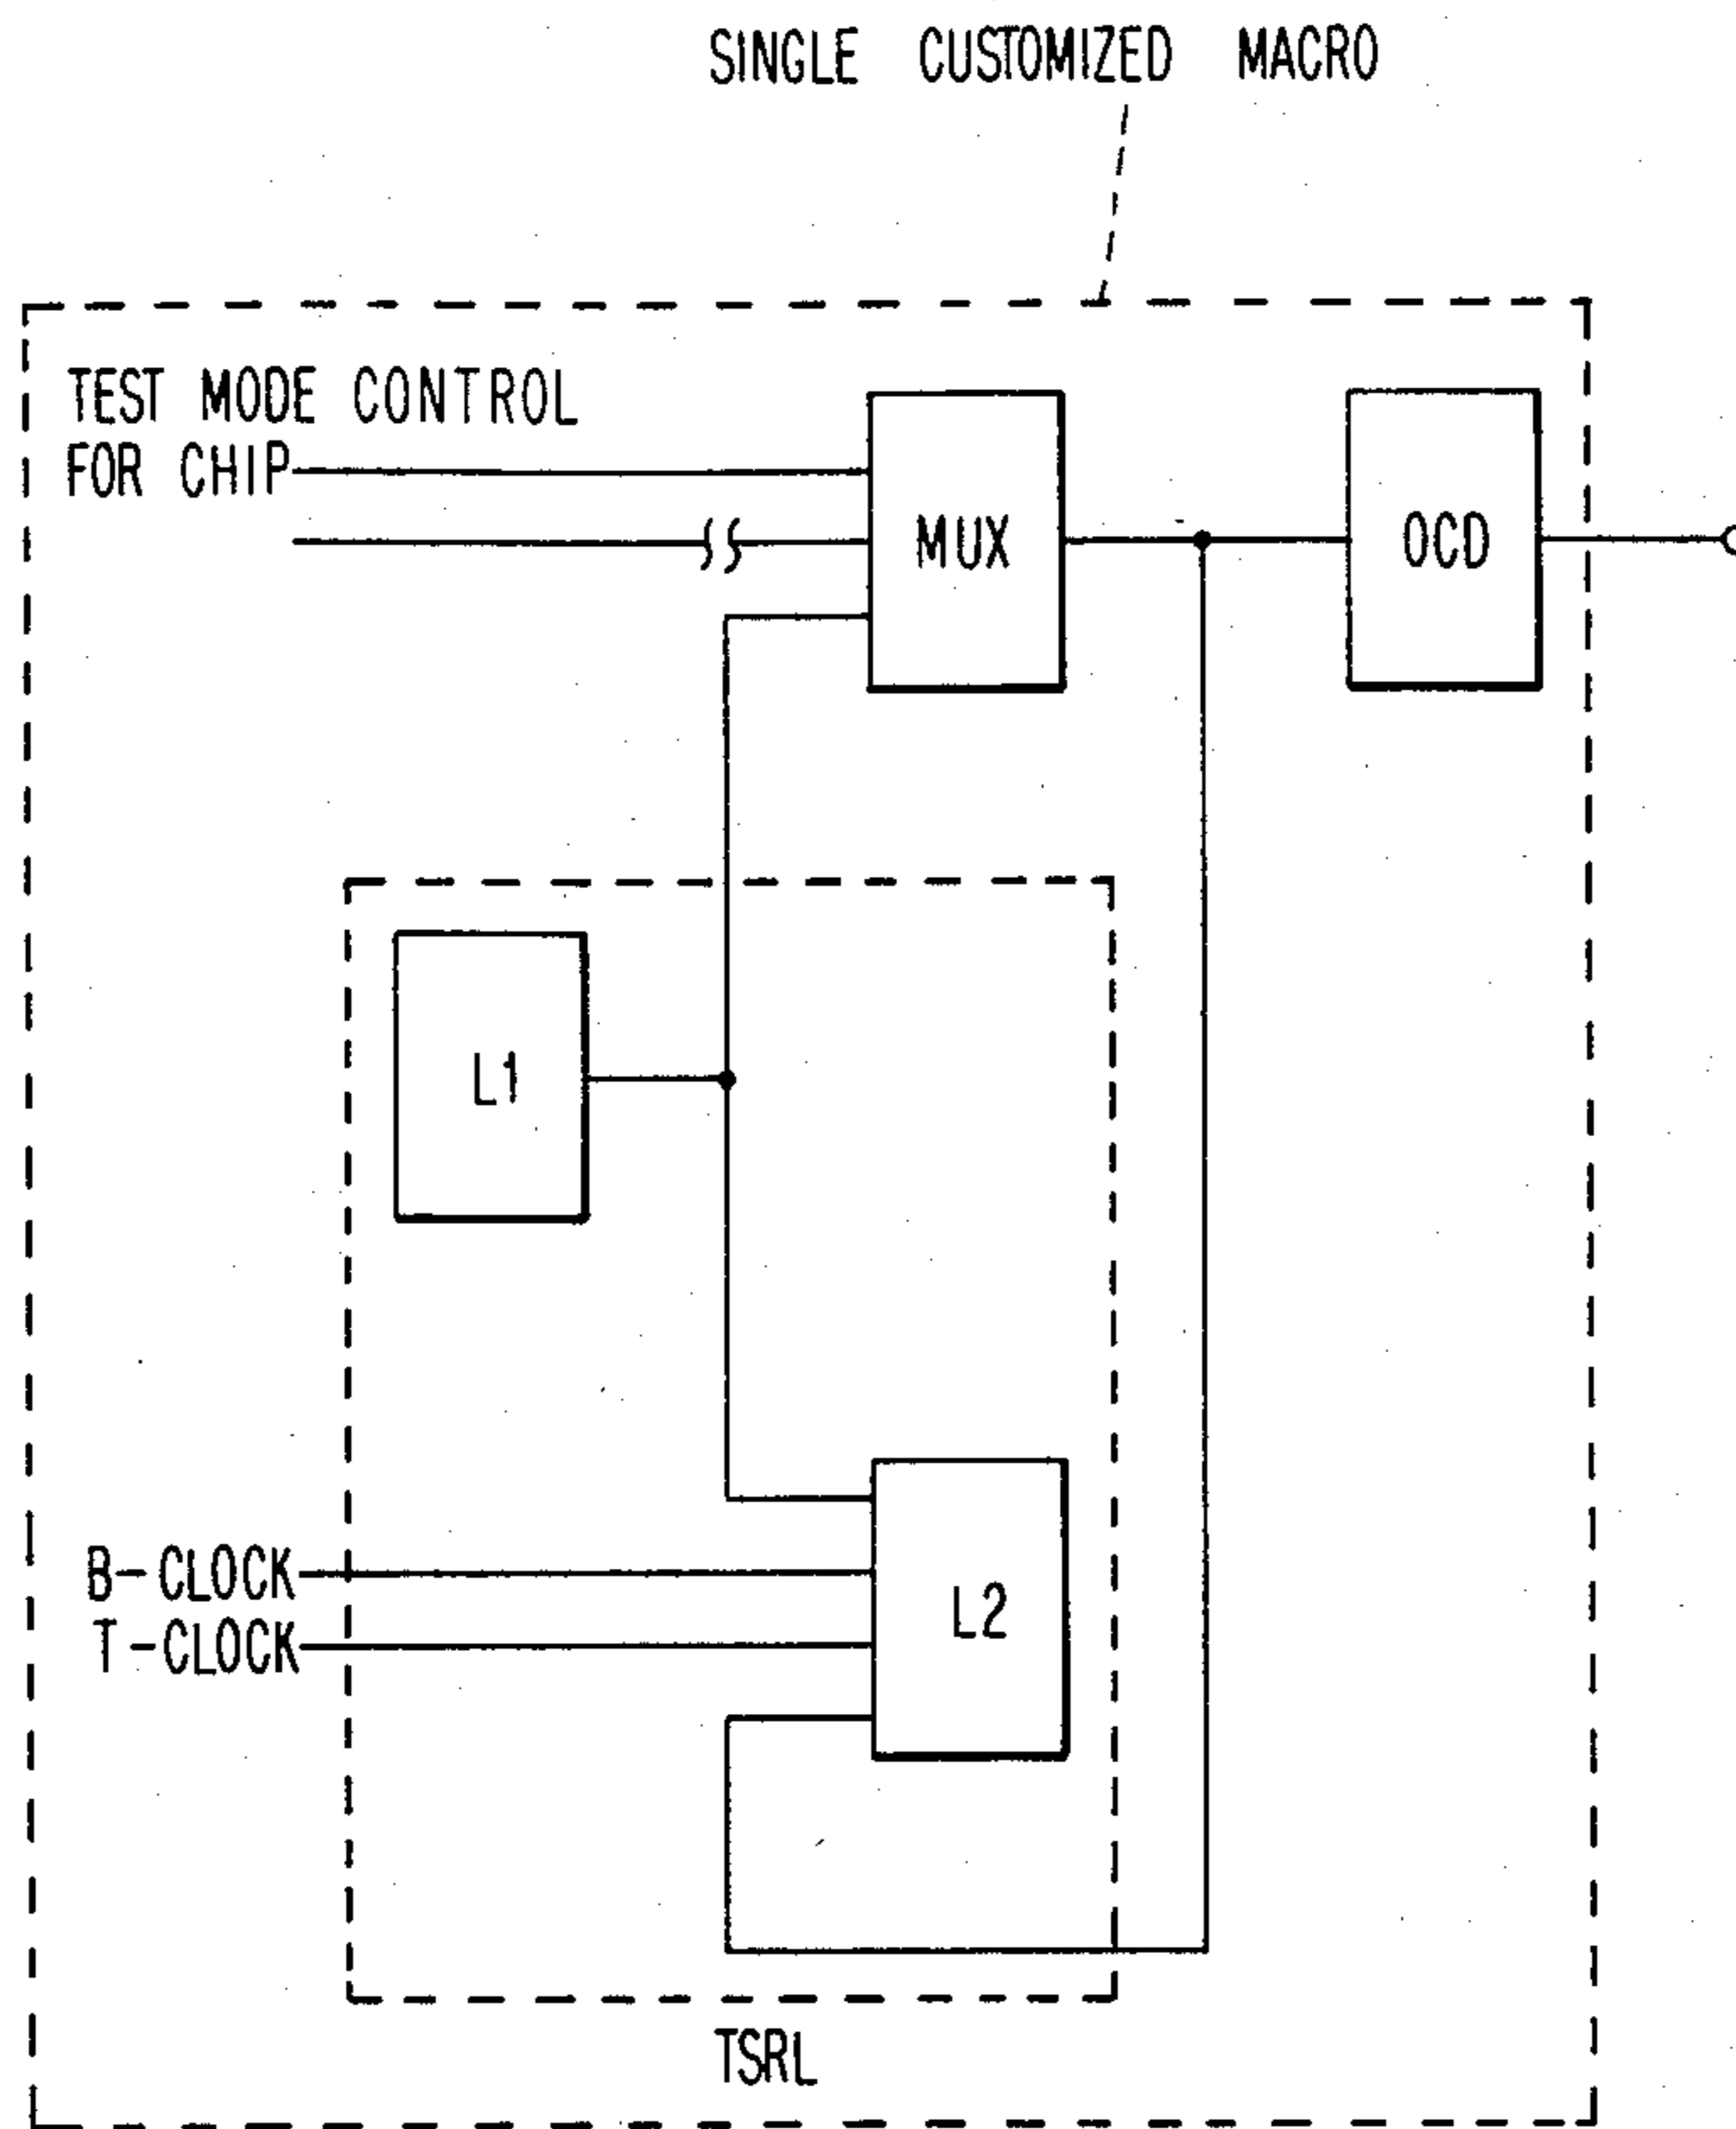 SINGLE CUSTOMIZED MACRO
TEST MODE CONTROL
FOR CHIP
MUX
OCD
L1
B-CLOCK
T-CLOCK
L2
TSRL